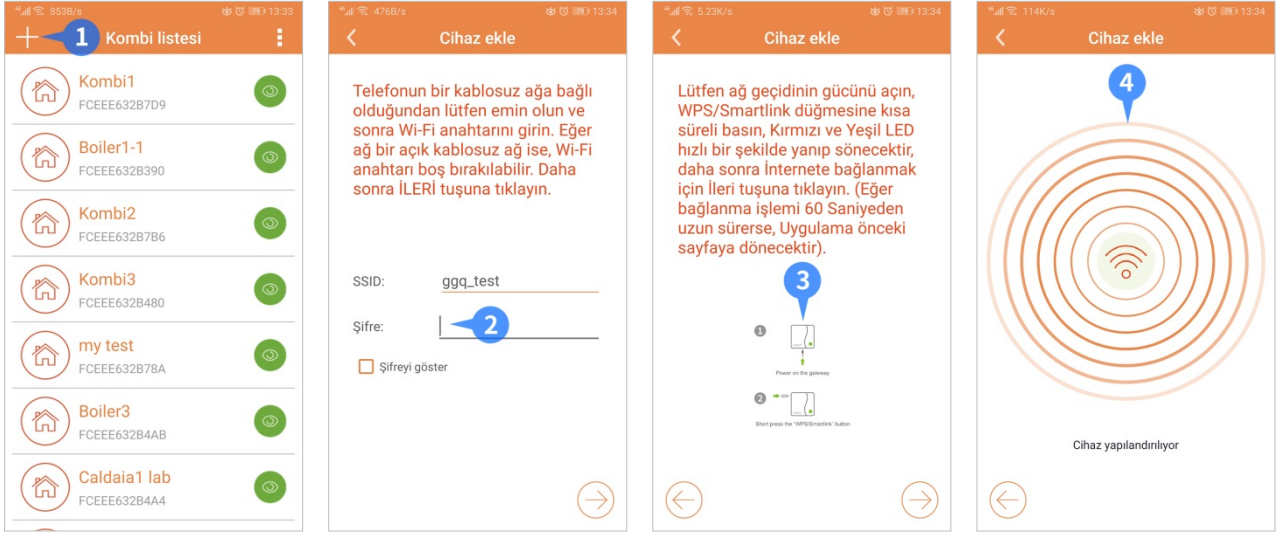 853B/s
13:33
1
Kombi listesi
Kombi1
FCEEE632B7D9
Boiler1-1
FCEEE632B390
Kombi2
FCEEE632B7B6
Kombi3
FCEEE632B480
my test
FCEEE632B78A
Boiler3
FCEEE632B4AB
Caldaia1 lab
FCEEE632B4A4
476B/s
13:34
Cihaz ekle
Telefonun bir kablosuz ağa bağlı
olduğundan lütfen emin olun ve
sonra Wi-Fi anahtarını girin. Eğer
ağ bir açık kablosuz ağ ise, Wi-Fi
anahtarı boş bırakılabilir. Daha
sonra İLERİ tuşuna tıklayın.
SSID: ggq_test
Şifre:
2
Şifreyi göster
5.23K/s
13:34
Cihaz ekle
Lütfen ağ geçidinin gücünü açın,
WPS/Smartlink düğmesine kısa
süreli basın, Kırmızı ve Yeşil LED
hızlı bir şekilde yanıp sönecektir,
daha sonra İnternete bağlanmak
için İleri tuşuna tıklayın. (Eğer
bağlanma işlemi 60 Saniyeden
uzun sürerse, Uygulama önceki
sayfaya dönecektir).
3
1
Power on the gateway
2
Short press the "WPS/Smartlink" button
114K/s
13:34
Cihaz ekle
4
Cihaz yapılandırılıyor